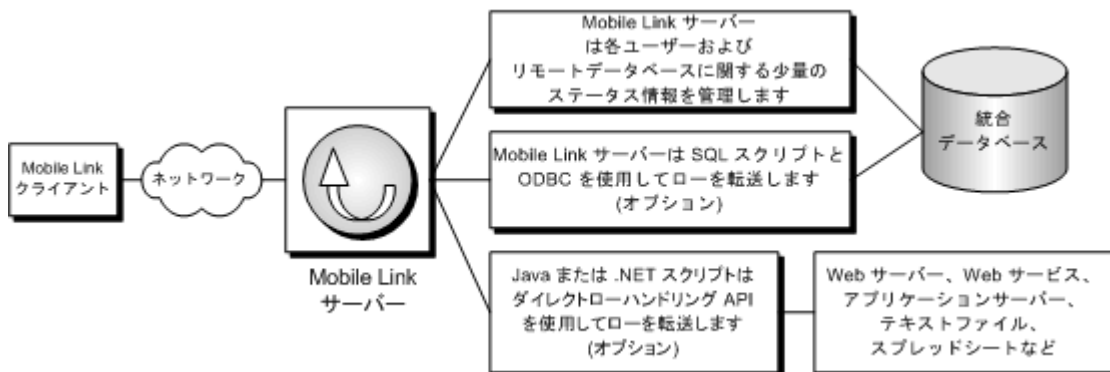 Mobile Link サーバー
は各ユーザーおよび
リモートデータベースに関する少量の
ステータス情報を管理します
統合
データベース
Mobile Link サーバーは SQL スクリプトと
ODBC を使用してローを転送します
(オプション)
Mobile Link
クライアント
ネットワーク
Mobile Link
サーバー
Java または .NET スクリプトは
ダイレクトローハンドリング API
を使用してローを転送します
(オプション)
Web サーバー、Web サービス、
アプリケーションサーバー、
テキストファイル、
スプレッドシートなど